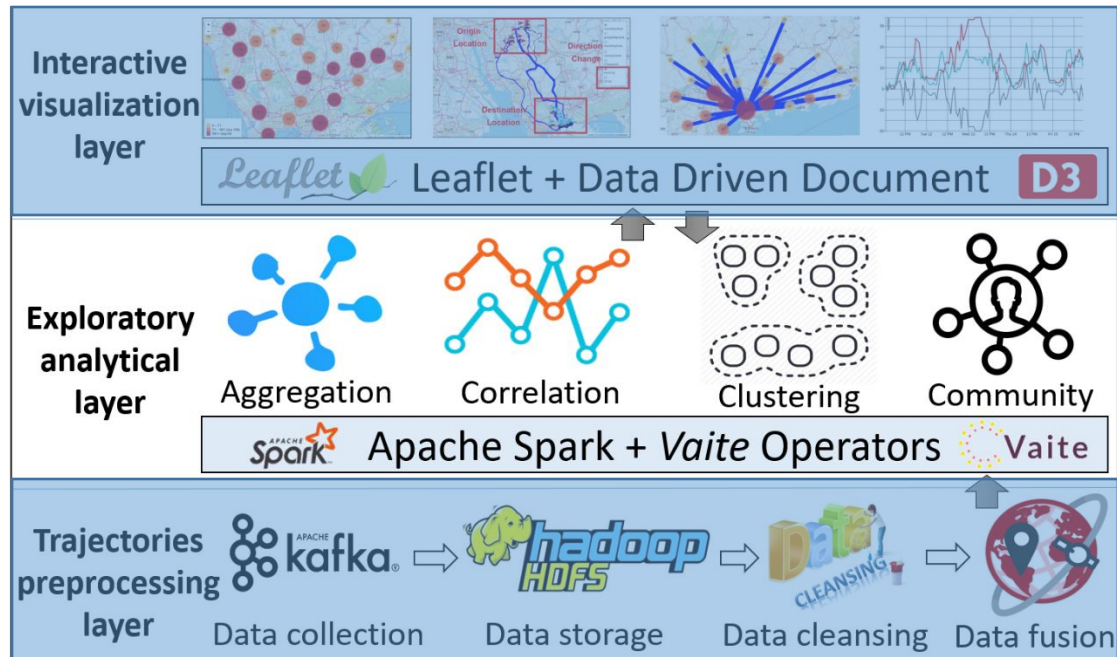 Interactive
visualization
layer
Origin
Location
Direction
Change
Destination
Location
Leaflet Leaflet + Data Driven Document D3
Exploratory
analytical
layer
Aggregation Correlation Clustering Community
APACHE
Spark Apache Spark + Vaite Operators Vaite
Trajectories
preprocessing
layer
APACHE
kafka®
hadoop
HDFS
Data
CLEANSING
Data collection Data storage Data cleansing Data fusion